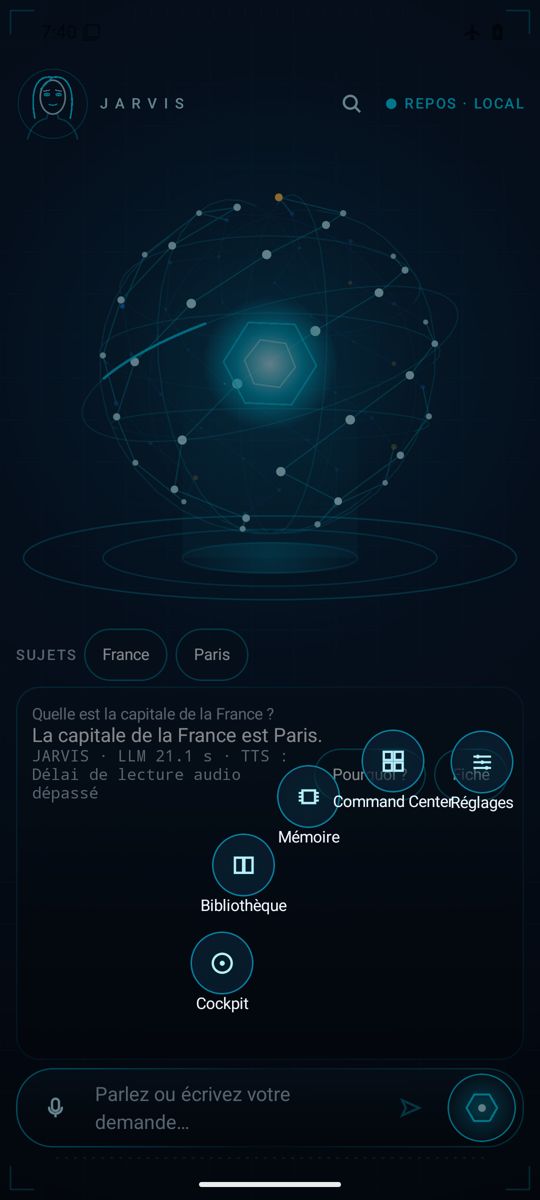 7:40
JARVIS
REPOS · LOCAL
SUJETS
France
Paris
Quelle est la capitale de la France ?
La capitale de la France est Paris.
JARVIS · LLM 21.1 s · TTS :
Délai de lecture audio
dépassé
Pourquoi ?
Fiche
Command Center
Réglages
Mémoire
Bibliothèque
Cockpit
Parlez ou écrivez votre
demande…